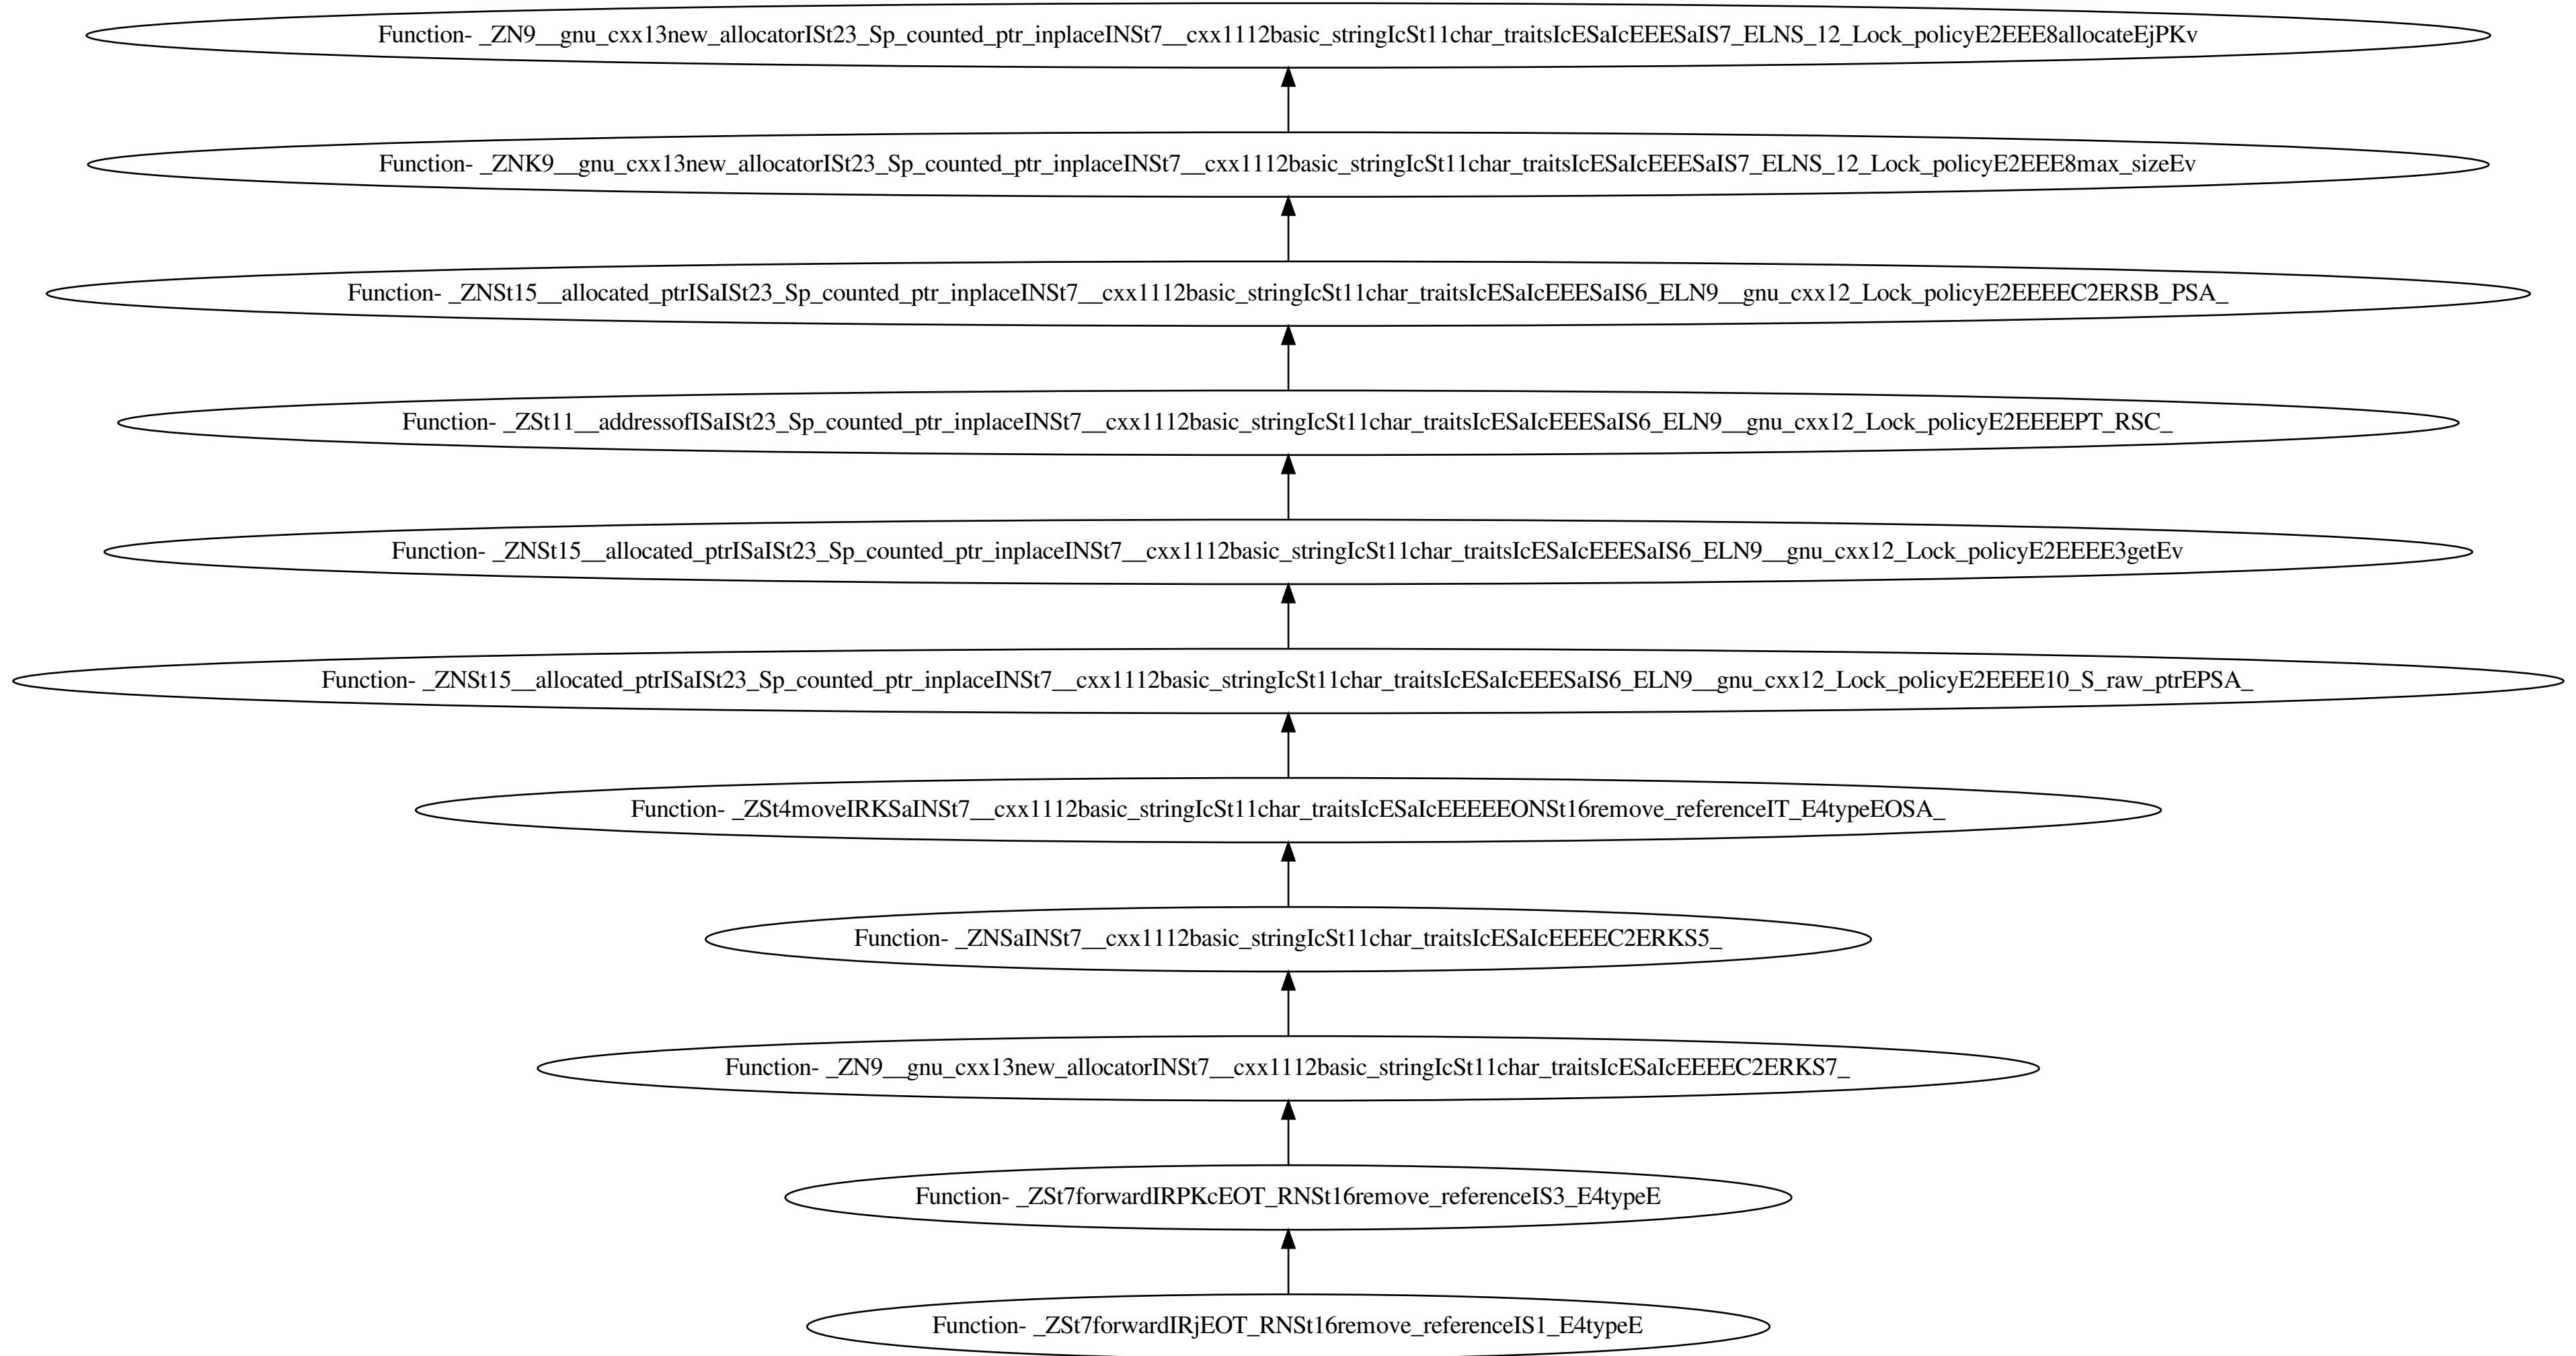 Function- _ZN9__gnu_cxx13new_allocatorISt23_Sp_counted_ptr_inplaceINSt7__cxx1112basic_stringIcSt11char_traitsIcESaIcEEESaIS7_ELNS_12_Lock_policyE2EEE8allocateEjPKv
Function- _ZNK9__gnu_cxx13new_allocatorISt23_Sp_counted_ptr_inplaceINSt7__cxx1112basic_stringIcSt11char_traitsIcESaIcEEESaIS7_ELNS_12_Lock_policyE2EEE8max_sizeEv
Function- _ZNSt15__allocated_ptrISaISt23_Sp_counted_ptr_inplaceINSt7__cxx1112basic_stringIcSt11char_traitsIcESaIcEEESaIS6_ELN9__gnu_cxx12_Lock_policyE2EEEEC2ERSB_PSA_
Function- _ZSt11__addressofISaISt23_Sp_counted_ptr_inplaceINSt7__cxx1112basic_stringIcSt11char_traitsIcESaIcEEESaIS6_ELN9__gnu_cxx12_Lock_policyE2EEEEPT_RSC_
Function- _ZNSt15__allocated_ptrISaISt23_Sp_counted_ptr_inplaceINSt7__cxx1112basic_stringIcSt11char_traitsIcESaIcEEESaIS6_ELN9__gnu_cxx12_Lock_policyE2EEEE3getEv
Function- _ZNSt15__allocated_ptrISaISt23_Sp_counted_ptr_inplaceINSt7__cxx1112basic_stringIcSt11char_traitsIcESaIcEEESaIS6_ELN9__gnu_cxx12_Lock_policyE2EEEE10_S_raw_ptrEPSA_
Function- _ZSt4moveIRKSaINSt7__cxx1112basic_stringIcSt11char_traitsIcESaIcEEEEEONSt16remove_referenceIT_E4typeEOSA_
Function- _ZNSaINSt7__cxx1112basic_stringIcSt11char_traitsIcESaIcEEEEC2ERKS5_
Function- _ZN9__gnu_cxx13new_allocatorINSt7__cxx1112basic_stringIcSt11char_traitsIcESaIcEEEEC2ERKS7_
Function- _ZSt7forwardIRPKcEOT_RNSt16remove_referenceIS3_E4typeE
Function- _ZSt7forwardIRjEOT_RNSt16remove_referenceIS1_E4typeE